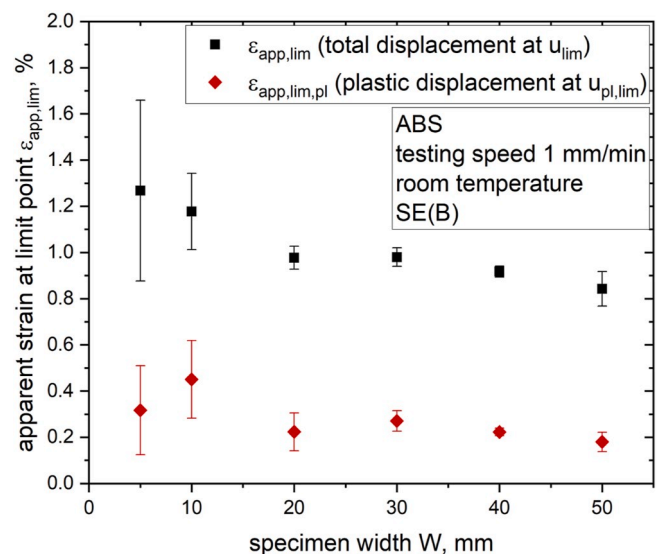 2.0
1.8
1.6
1.4
1.2
1.0
0.8
0.6
0.4
0.2
0.0
apparent strain at limit point εapp,lim, %
εapp,lim (total displacement at ulim)
εapp,lim,pl (plastic displacement at upl,lim)
ABS
testing speed 1 mm/min
room temperature
SE(B)
0 10 20 30 40 50
specimen width W, mm